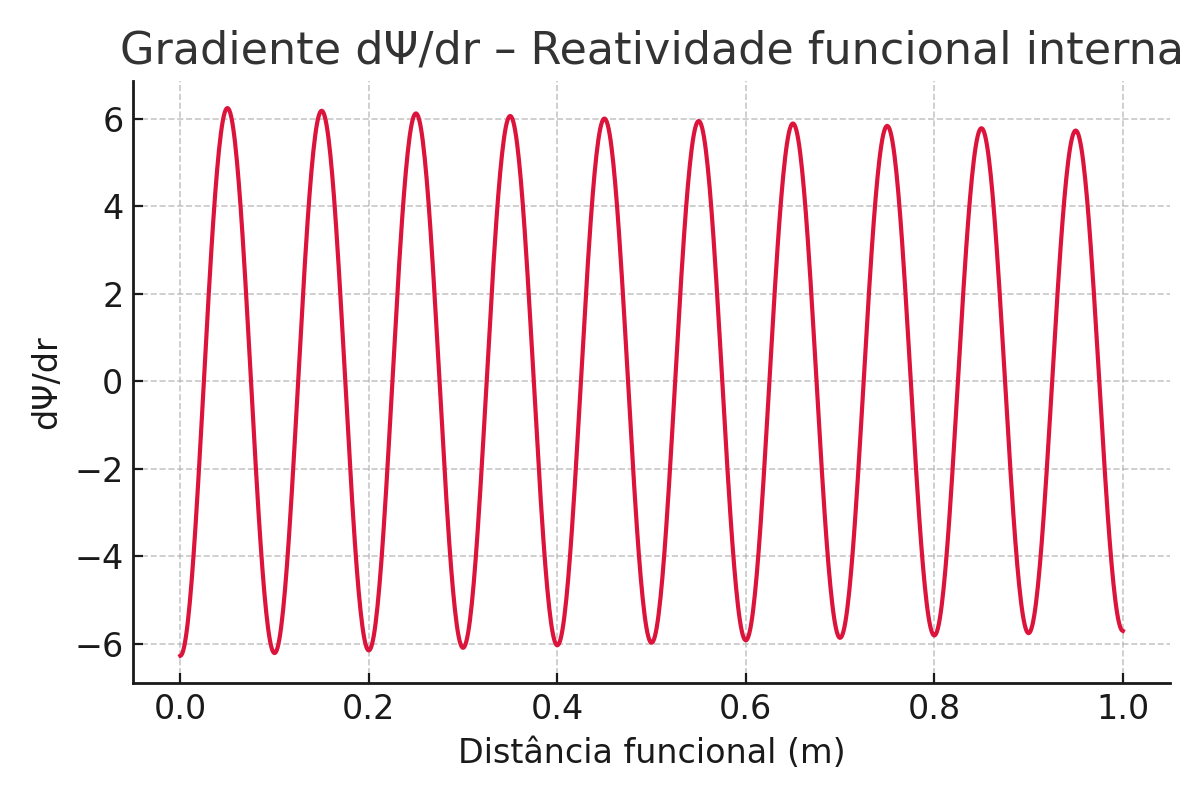 Gradiente dΨ/dr – Reatividade funcional interna
dΨ/dr
6
4
2
0
−2
−4
−6
0.0 0.2 0.4 0.6 0.8 1.0
Distância funcional (m)